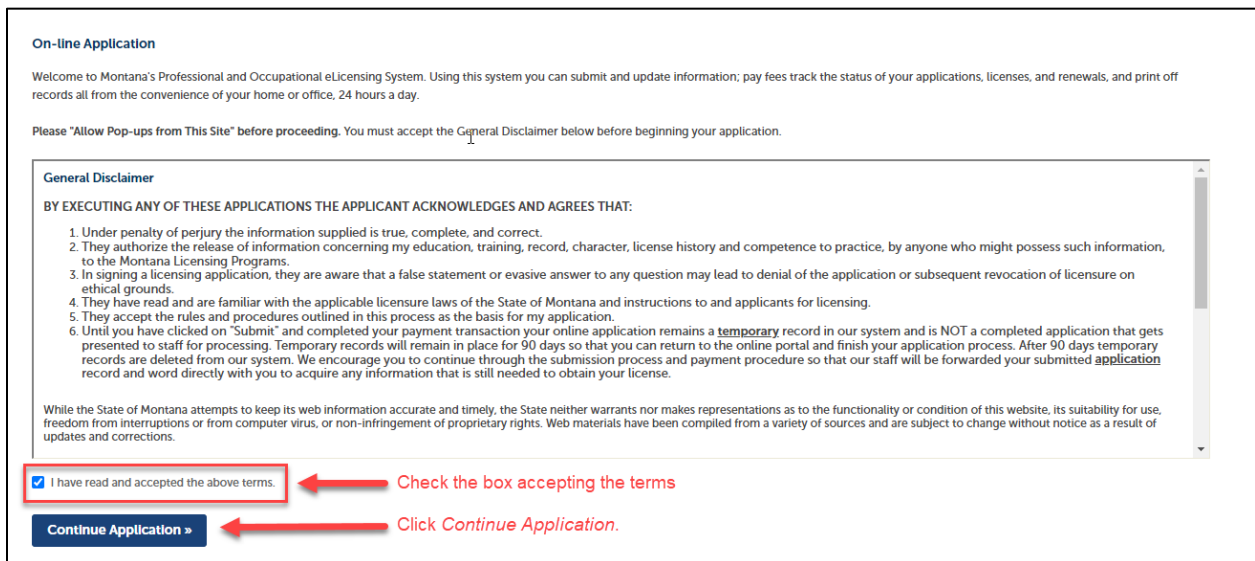 On-line Application
Welcome to Montana's Professional and Occupational eLicensing System. Using this system you can submit and update information; pay fees track the status of your applications, licenses, and renewals, and print off
records all from the convenience of your home or office, 24 hours a day.
Please "Allow Pop-ups from This Site" before proceeding. You must accept the General Disclaimer below before beginning your application.
General Disclaimer
BY EXECUTING ANY OF THESE APPLICATIONS THE APPLICANT ACKNOWLEDGES AND AGREES THAT:
1. Under penalty of perjury the information supplied is true, complete, and correct.
2. They authorize the release of information concerning my education, training, record, character, license history and competence to practice, by anyone who might possess such information,
to the Montana Licensing Programs.
3. In signing a licensing application, they are aware that a false statement or evasive answer to any question may lead to denial of the application or subsequent revocation of licensure on
ethical grounds.
4. They have read and are familiar with the applicable licensure laws of the State of Montana and instructions to and applicants for licensing.
5. They accept the rules and procedures outlined in this process as the basis for my application.
6. Until you have clicked on "Submit" and completed your payment transaction your online application remains a temporary record in our system and is NOT a completed application that gets
presented to staff for processing. Temporary records will remain in place for 90 days so that you can return to the online portal and finish your application process. After 90 days temporary
records are deleted from our system. We encourage you to continue through the submission process and payment procedure so that our staff will be forwarded your submitted application
record and word directly with you to acquire any information that is still needed to obtain your license.
While the State of Montana attempts to keep its web information accurate and timely, the State neither warrants nor makes representations as to the functionality or condition of this website, its suitability for use,
freedom from interruptions or from computer virus, or non-infringement of proprietary rights. Web materials have been compiled from a variety of sources and are subject to change without notice as a result of
updates and corrections.
I have read and accepted the above terms.
Check the box accepting the terms
Continue Application »
Click Continue Application.